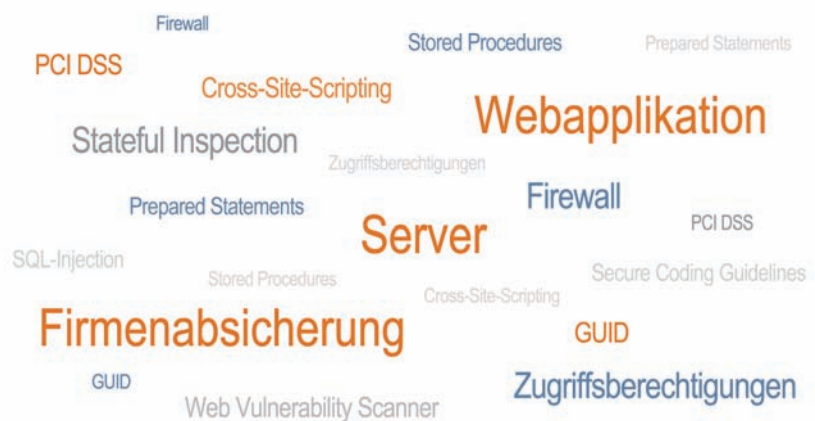 Firewall
Stored Procedures
Prepared Statements
PCI DSS
Cross-Site-Scripting
Webapplikation
Stateful Inspection
Zugriffsberechtigungen
Firewall
Prepared Statements
PCI DSS
Server
SQL-Injection
Stored Procedures
Secure Coding Guidelines
Cross-Site-Scripting
Firmenabsicherung
GUID
GUID
Zugriffsberechtigungen
Web Vulnerability Scanner